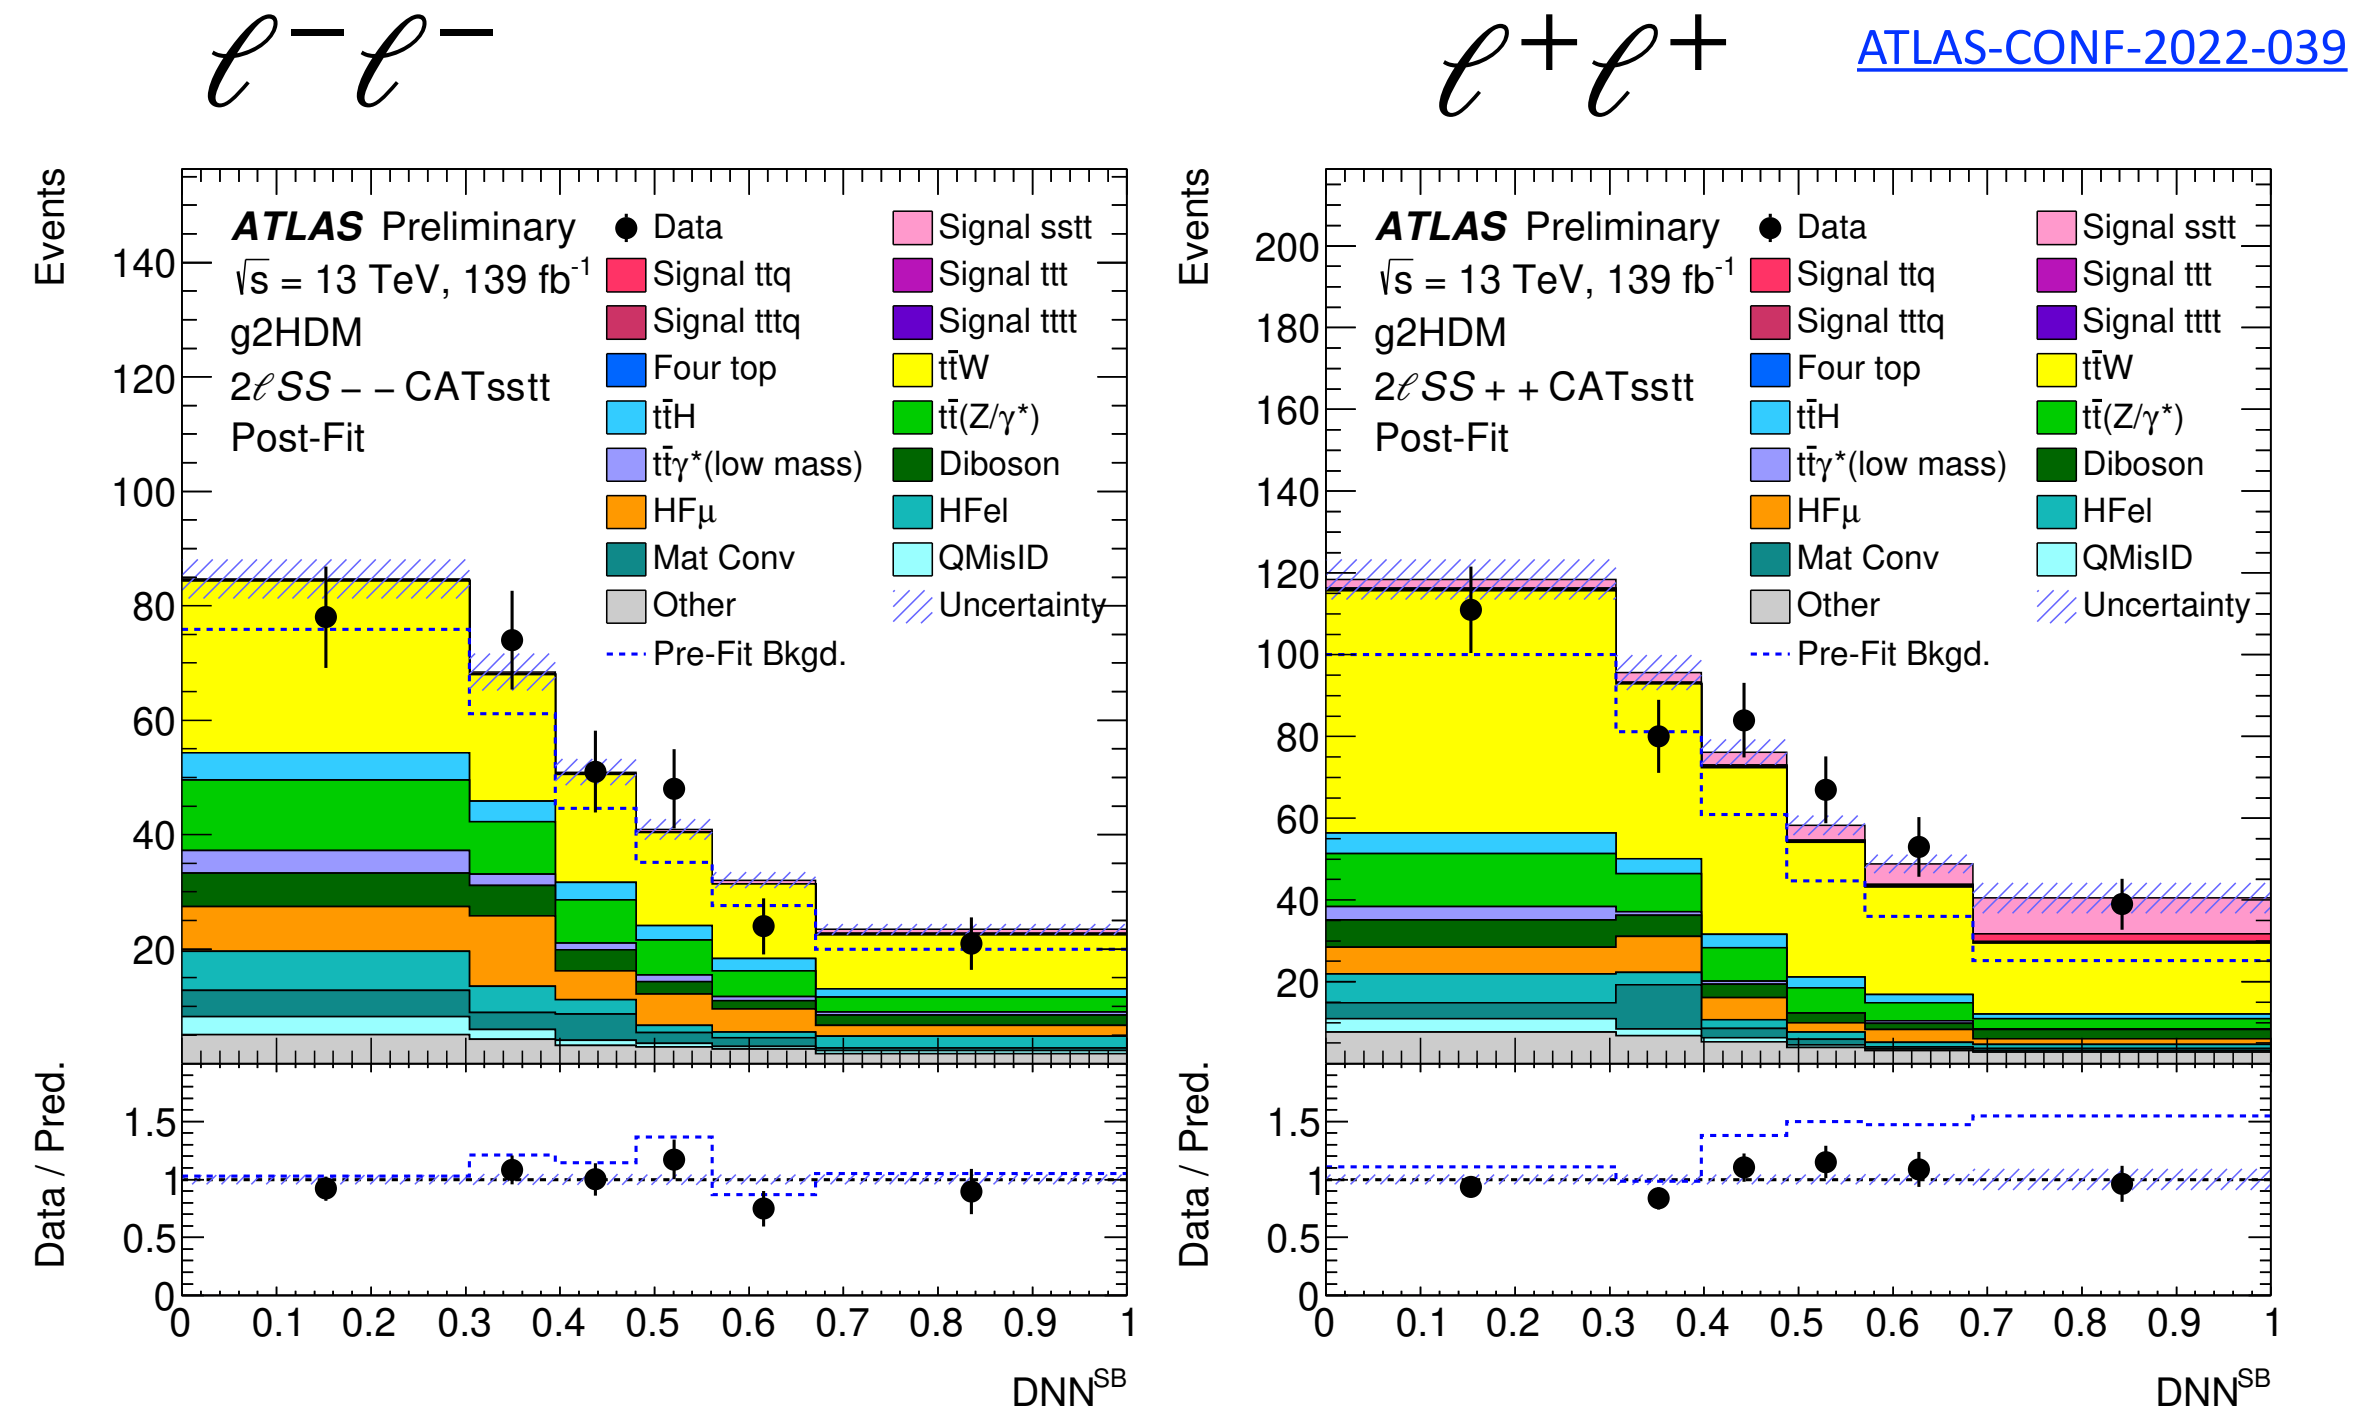 ℓ−ℓ−
ℓ+ℓ+
ATLAS-CONF-2022-039
Events
140
120
100
80
60
40
20
ATLAS Preliminary
√s = 13 TeV, 139 fb-1
g2HDM
2ℓSS − − CATsstt
Post-Fit
Data
Signal sstt
Signal ttq
Signal ttt
Signal tttq
Signal tttt
Four top
tt̄W
tt̄H
tt̄(Z/γ*)
tt̄γ*(low mass)
Diboson
HFμ
HFel
Mat Conv
QMisID
Other
Uncertainty
Pre-Fit Bkgd.
Data / Pred.
1.5
1
0.5
0
0 0.1 0.2 0.3 0.4 0.5 0.6 0.7 0.8 0.9 1
DNN^SB
Events
200
180
160
140
120
100
80
60
40
20
ATLAS Preliminary
√s = 13 TeV, 139 fb-1
g2HDM
2ℓSS + + CATsstt
Post-Fit
Data
Signal sstt
Signal ttq
Signal ttt
Signal tttq
Signal tttt
Four top
tt̄W
tt̄H
tt̄(Z/γ*)
tt̄γ*(low mass)
Diboson
HFμ
HFel
Mat Conv
QMisID
Other
Uncertainty
Pre-Fit Bkgd.
Data / Pred.
1.5
1
0.5
0
0 0.1 0.2 0.3 0.4 0.5 0.6 0.7 0.8 0.9 1
DNN^SB